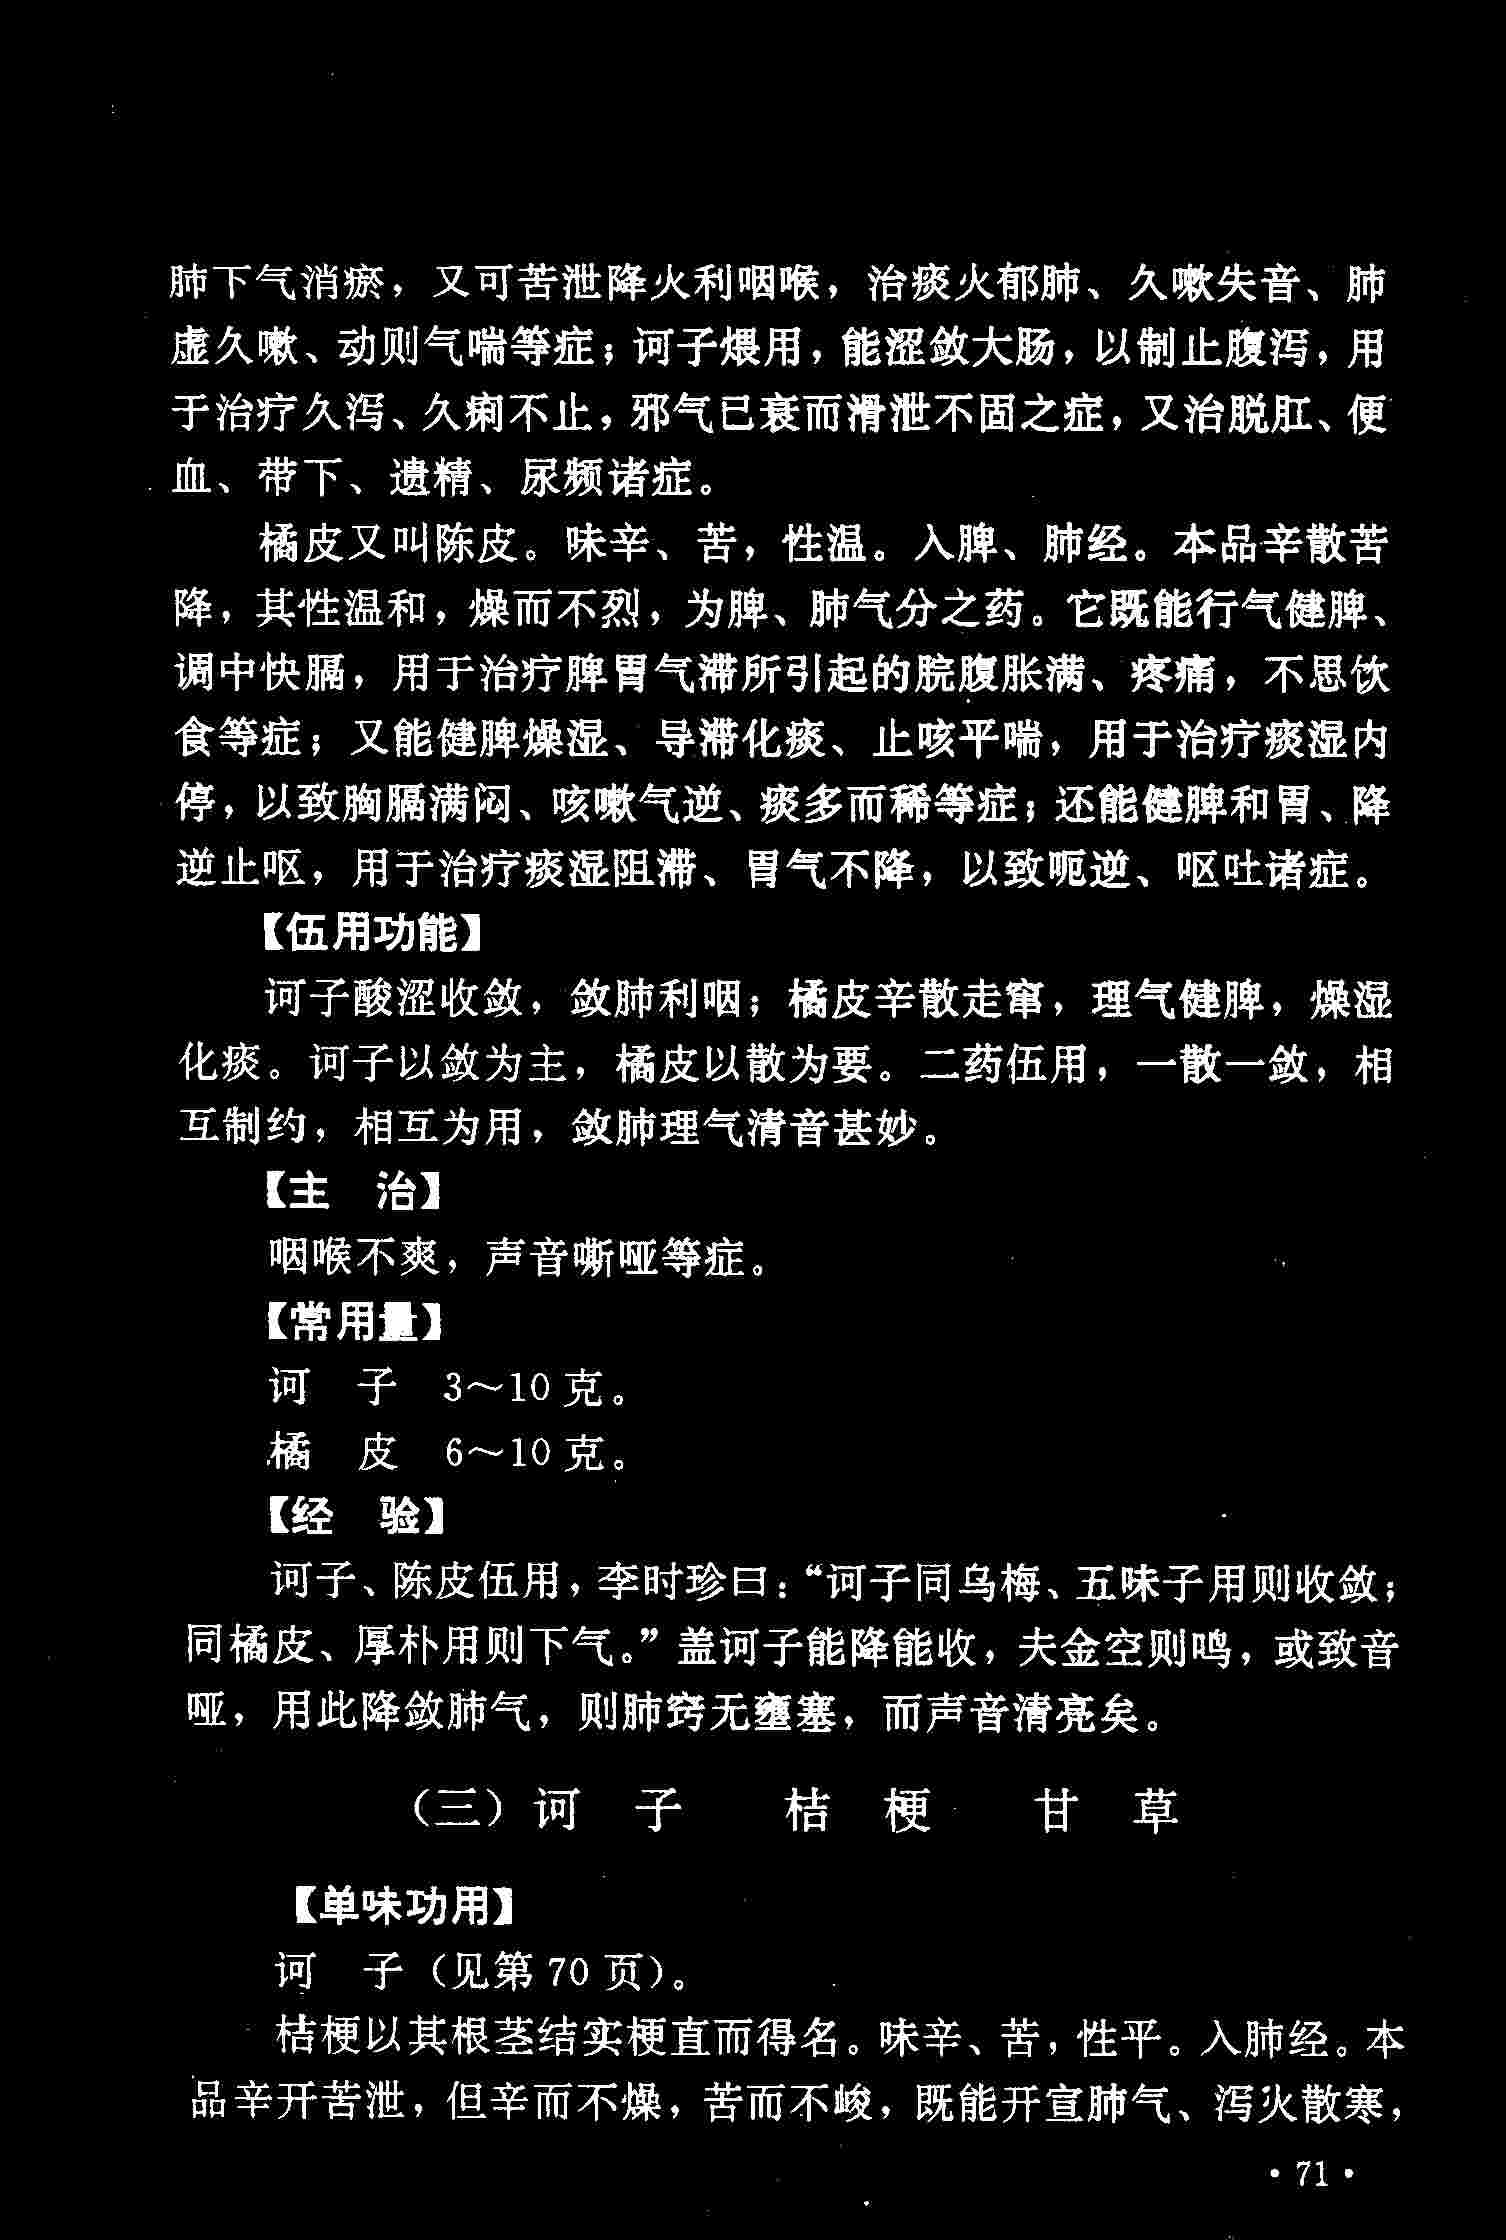 肺下气消瘀，又可苦泄降火利咽喉，治痰火郁肺、久嗽失音、肺
虚久嗽、动则气喘等症；诃子煨用，能涩敛大肠，以制止腹泻，用
于治疗久泻、久痢不止，邪气已衰而滑泄不固之症，又治脱肛、便
血、带下、遗精、尿频诸症。
橘皮又叫陈皮。味辛、苦，性温。入脾、肺经。本品辛散苦
降，其性温和，燥而不烈，为脾、肺气分之药。它既能行气健脾、
调中快膈，用于治疗脾胃气滞所引起的脘腹胀满、疼痛，不思饮
食等症；又能健脾燥湿、导滞化痰、止咳平喘，用于治疗痰湿内
停，以致胸膈满闷、咳嗽气逆、痰多而稀等症；还能健脾和胃、降
逆止呕，用于治疗痰湿阻滞、胃气不降，以致呃逆、呕吐诸症。
【伍用功能】
诃子酸涩收敛，敛肺利咽；橘皮辛散走窜，理气健脾，燥湿
化痰。诃子以敛为主，橘皮以散为要。二药伍用，一散一敛，相
互制约，相互为用，敛肺理气清音甚妙。
【主　治】
咽喉不爽，声音嘶哑等症。
【常用量】
诃　子　3～10 克。
橘　皮　6～10 克。
【经　验】
诃子、陈皮伍用，李时珍曰：“诃子同乌梅、五味子用则收敛；
同橘皮、厚朴用则下气。”盖诃子能降能收，夫金空则鸣，或致音
哑，用此降敛肺气，则肺窍无壅塞，而声音清亮矣。
（三）诃　子　　桔　梗　　甘　草
【单味功用】
诃　子（见第 70 页）。
桔梗以其根茎结实梗直而得名。味辛、苦，性平。入肺经。本
品辛开苦泄，但辛而不燥，苦而不峻，既能开宣肺气、泻火散寒，
· 71 ·